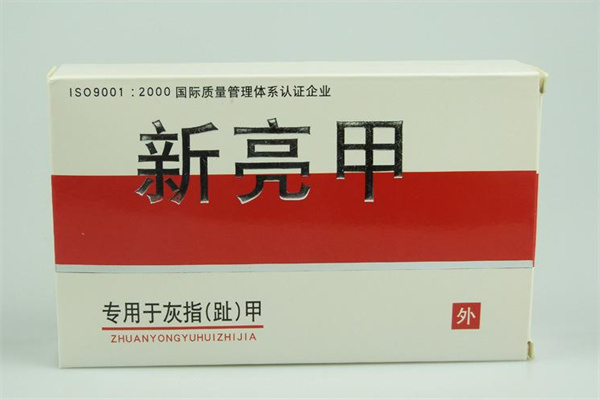 ISO9001：2000 国际质量管理体系认证企业
新亮甲
专用于灰指(趾)甲
ZHUANYONGYUHUIZHIJIA
外